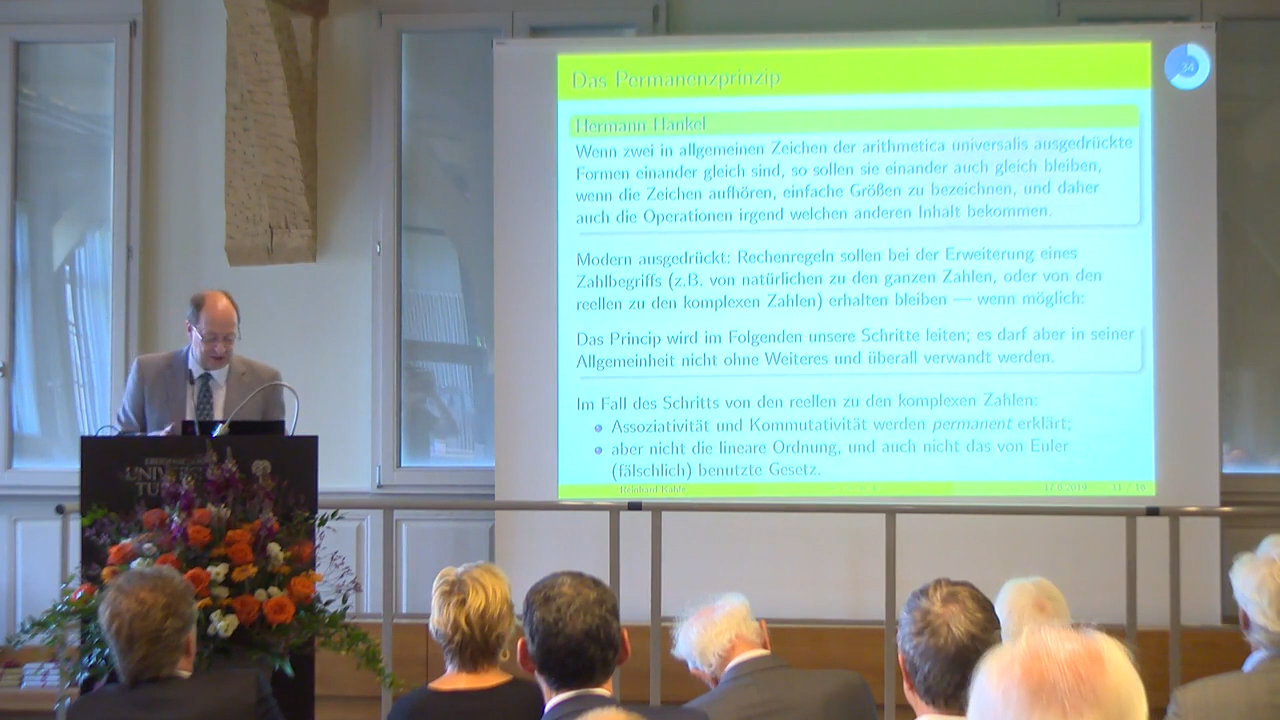 Das Permanenzprinzip
34
Hermann Hankel
Wenn zwei in allgemeinen Zeichen der arithmetica universalis ausgedrückte
Formen einander gleich sind, so sollen sie einander auch gleich bleiben,
wenn die Zeichen aufhören, einfache Größen zu bezeichnen, und daher
auch die Operationen irgend welchen anderen Inhalt bekommen.
Modern ausgedrückt: Rechenregeln sollen bei der Erweiterung eines
Zahlbegriffs (z.B. von natürlichen zu den ganzen Zahlen, oder von den
reellen zu den komplexen Zahlen) erhalten bleiben — wenn möglich:
Das Princip wird im Folgenden unsere Schritte leiten; es darf aber in seiner
Allgemeinheit nicht ohne Weiteres und überall verwandt werden.
Im Fall des Schritts von den reellen zu den komplexen Zahlen:
Assoziativität und Kommutativität werden permanent erklärt;
aber nicht die lineare Ordnung, und auch nicht das von Euler
(fälschlich) benutzte Gesetz.
Reinhard Kahle